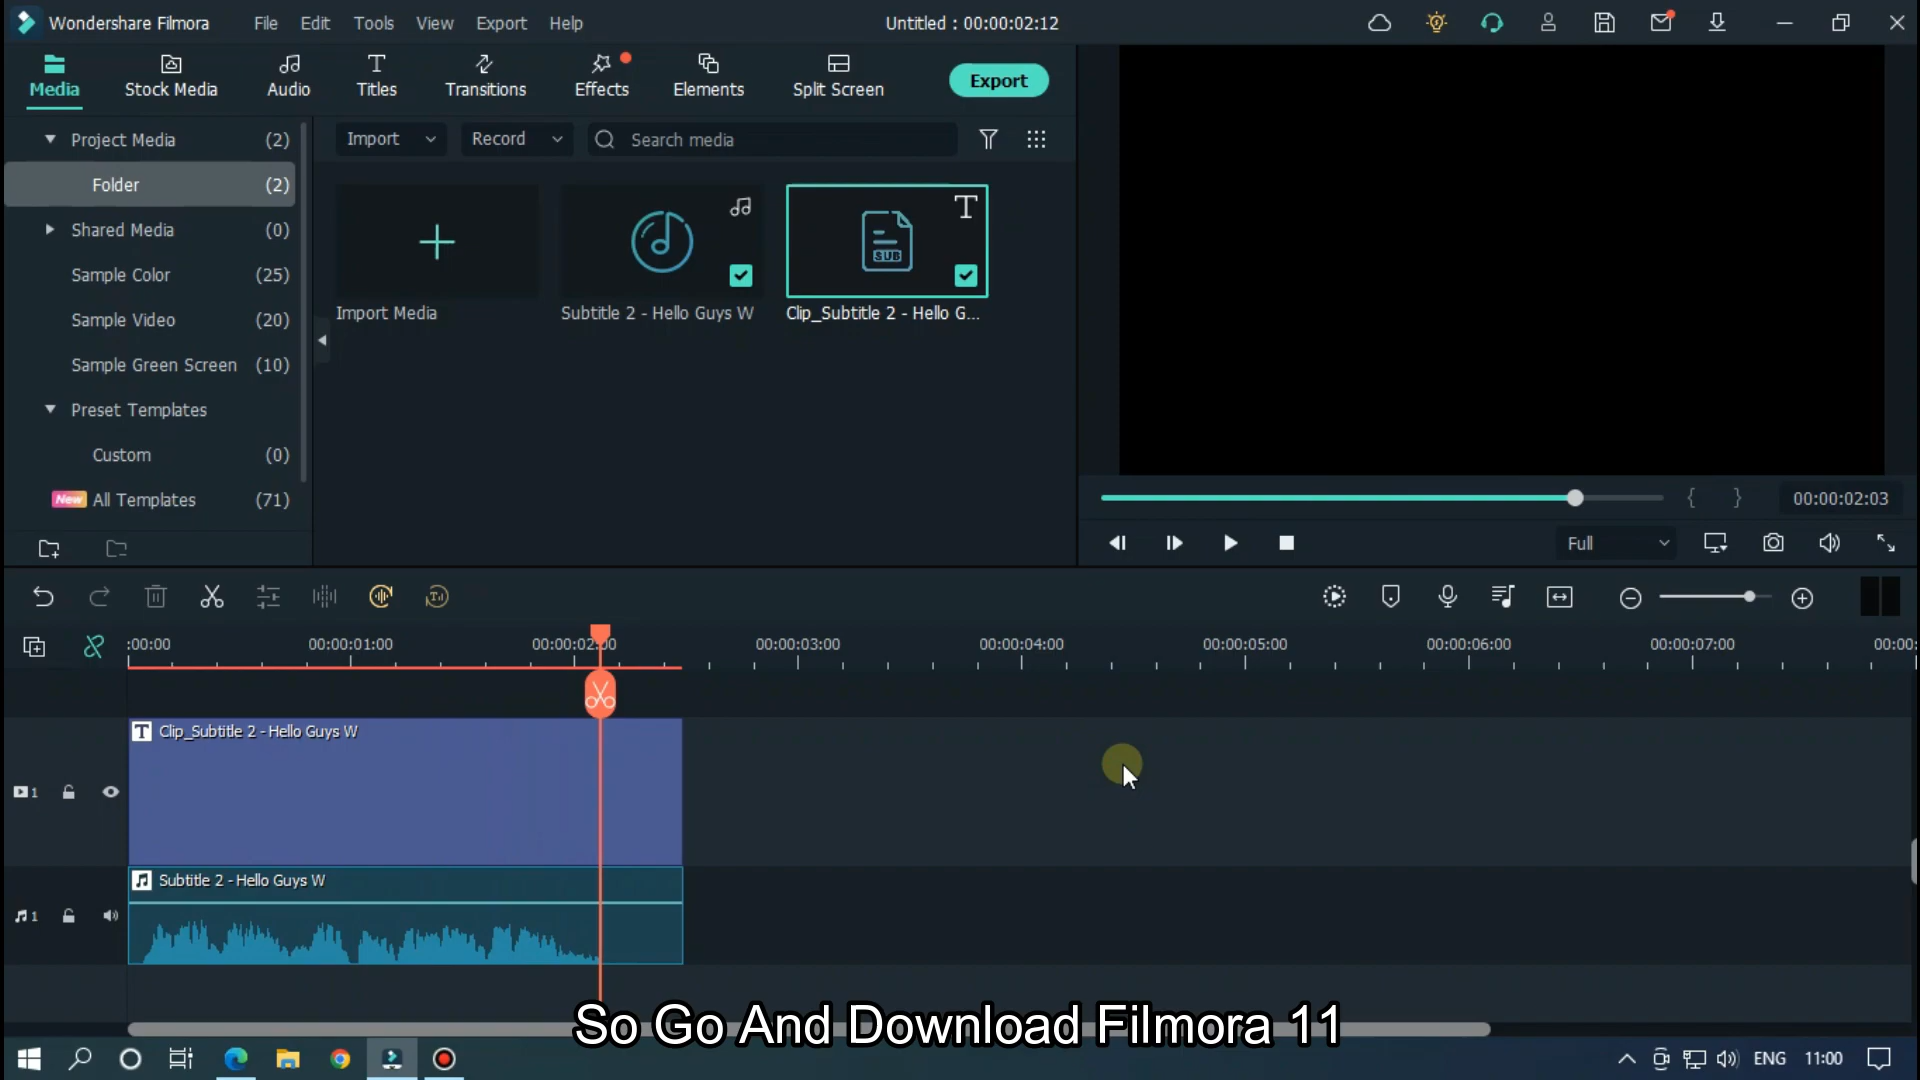 Wondershare Filmora File Edit Tools View Export Help Untitled : 00:00:02:12
Media Stock Media Audio Titles Transitions Effects Elements Split Screen Export
Project Media (2) Import Record Search media
Folder (2)
Shared Media (0)
Sample Color (25)
SUB
Import Media Subtitle 2 - Hello Guys W Clip_Subtitle 2 - Hello G...
Sample Video (20)
Sample Green Screen (10)
Preset Templates
Custom (0)
New All Templates (71)
00:00:02:03
Full
:00:00 00:00:01:00 00:00:02:00 00:00:03:00 00:00:04:00 00:00:05:00 00:00:06:00 00:00:07:00 00:00:
Clip_Subtitle 2 - Hello Guys W
1
Subtitle 2 - Hello Guys W
1
So Go And Download Filmora 11
ENG 11:00